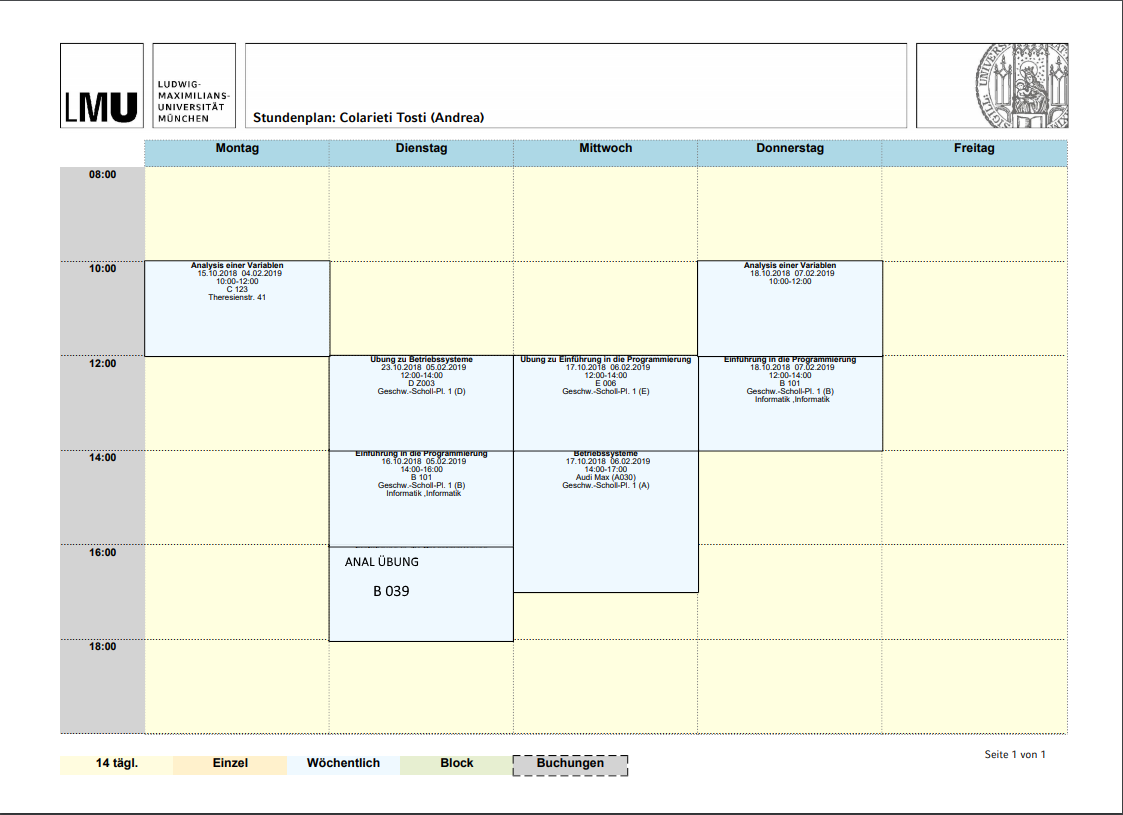 LMU
LUDWIG-
MAXIMILIANS-
UNIVERSITÄT
MÜNCHEN
Stundenplan: Colarieti Tosti (Andrea)
Montag
Dienstag
Mittwoch
Donnerstag
Freitag
08:00
10:00
Analysis einer Variablen
15.10.2018 04.02.2019
10:00-12:00
C 123
Theresienstr. 41
Analysis einer Variablen
18.10.2018 07.02.2019
10:00-12:00
12:00
Übung zu Betriebssysteme
23.10.2018 05.02.2019
12:00-14:00
D Z003
Geschw.-Scholl-Pl. 1 (D)
Übung zu Einführung in die Programmierung
17.10.2018 06.02.2019
12:00-14:00
E 006
Geschw.-Scholl-Pl. 1 (E)
Einführung in die Programmierung
18.10.2018 07.02.2019
12:00-14:00
B 101
Geschw.-Scholl-Pl. 1 (B)
Informatik ,Informatik
14:00
Einführung in die Programmierung
16.10.2018 05.02.2019
14:00-16:00
B 101
Geschw.-Scholl-Pl. 1 (B)
Informatik ,Informatik
Betriebssysteme
17.10.2018 06.02.2019
14:00-17:00
Audi Max (A030)
Geschw.-Scholl-Pl. 1 (A)
16:00
ANAL ÜBUNG
B 039
18:00
14 tägl.
Einzel
Wöchentlich
Block
Buchungen
Seite 1 von 1